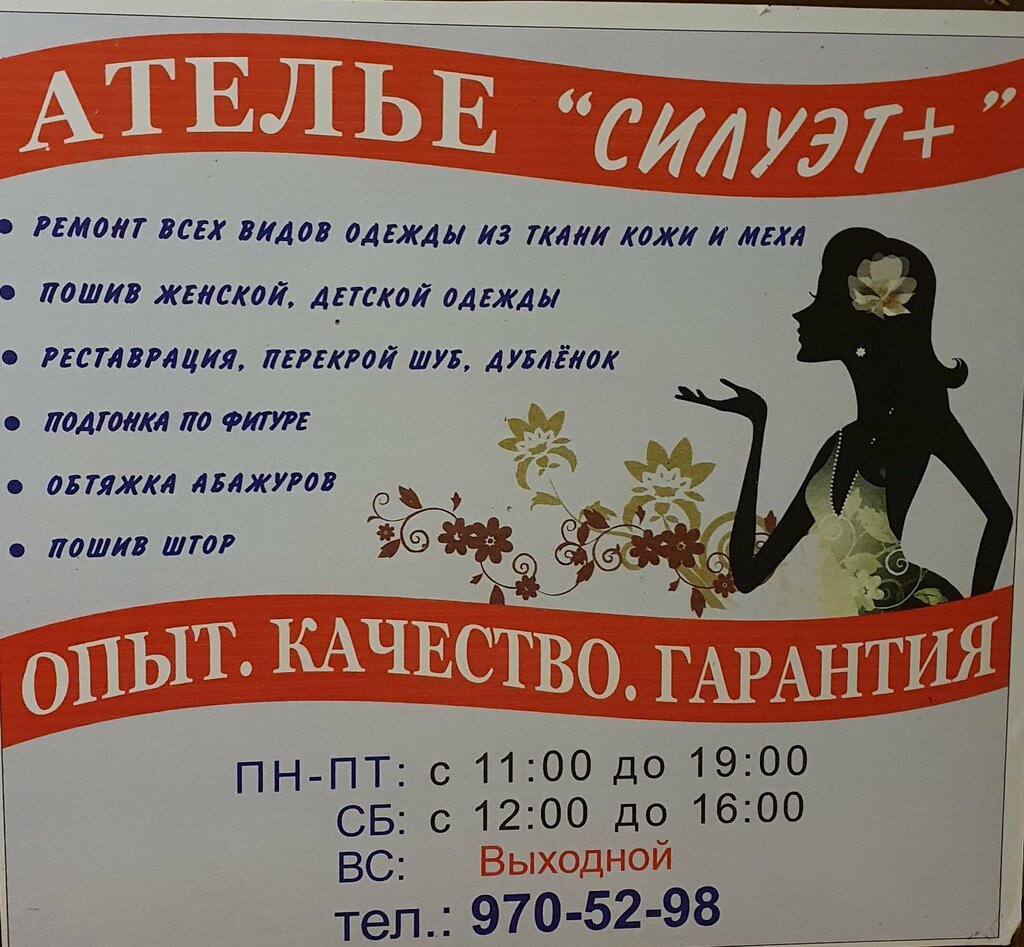 АТЕЛЬЕ “СИЛУЭТ+”
• РЕМОНТ ВСЕХ ВИДОВ ОДЕЖДЫ ИЗ ТКАНИ КОЖИ И МЕХА
• ПОШИВ ЖЕНСКОЙ, ДЕТСКОЙ ОДЕЖДЫ
• РЕСТАВРАЦИЯ, ПЕРЕКРОЙ ШУБ, ДУБЛЁНОК
• ПОДГОНКА ПО ФИГУРЕ
• ОБТЯЖКА АБАЖУРОВ
• ПОШИВ ШТОР
ОПЫТ. КАЧЕСТВО. ГАРАНТИЯ
ПН-ПТ: с 11:00 до 19:00
СБ: с 12:00 до 16:00
ВС: Выходной
тел.: 970-52-98